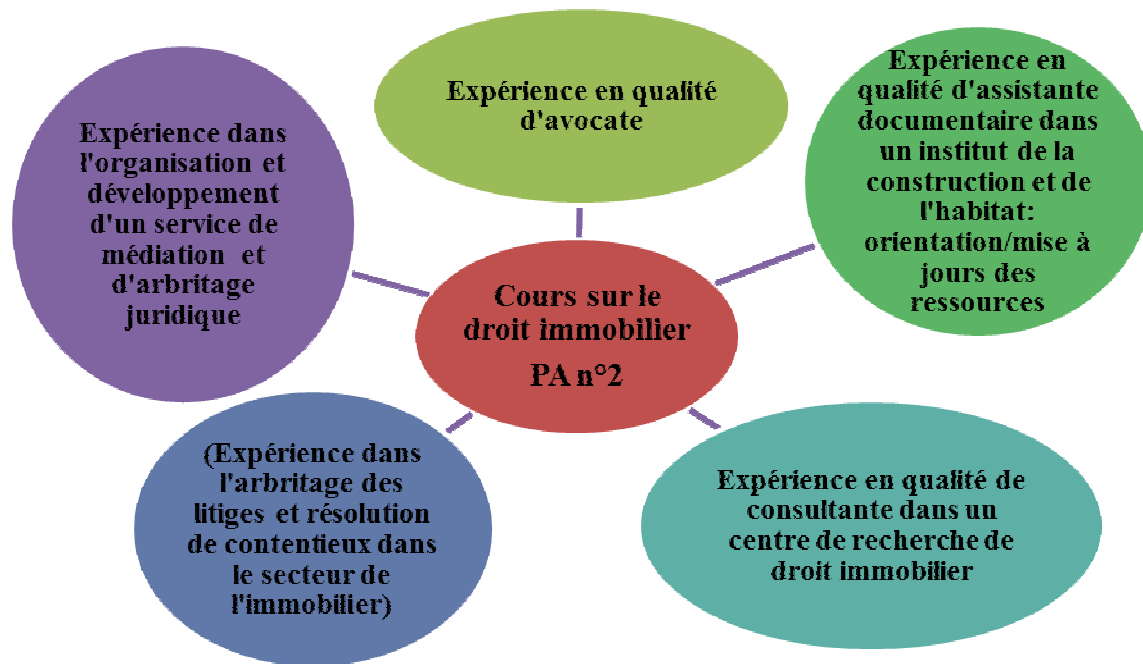 Expérience en qualité
d'avocate
Expérience en
qualité d'assistante
documentaire dans
un institut de la
construction et de
l'habitat:
orientation/mise à
jours des
ressources
Expérience dans
l'organisation et
développement
d'un service de
médiation et
d'arbritage
juridique
Cours sur le
droit immobilier
PA n°2
(Expérience dans
l'arbritage des
litiges et résolution
de contentieux dans
le secteur de
l'immobilier)
Expérience en qualité de
consultante dans un
centre de recherche de
droit immobilier